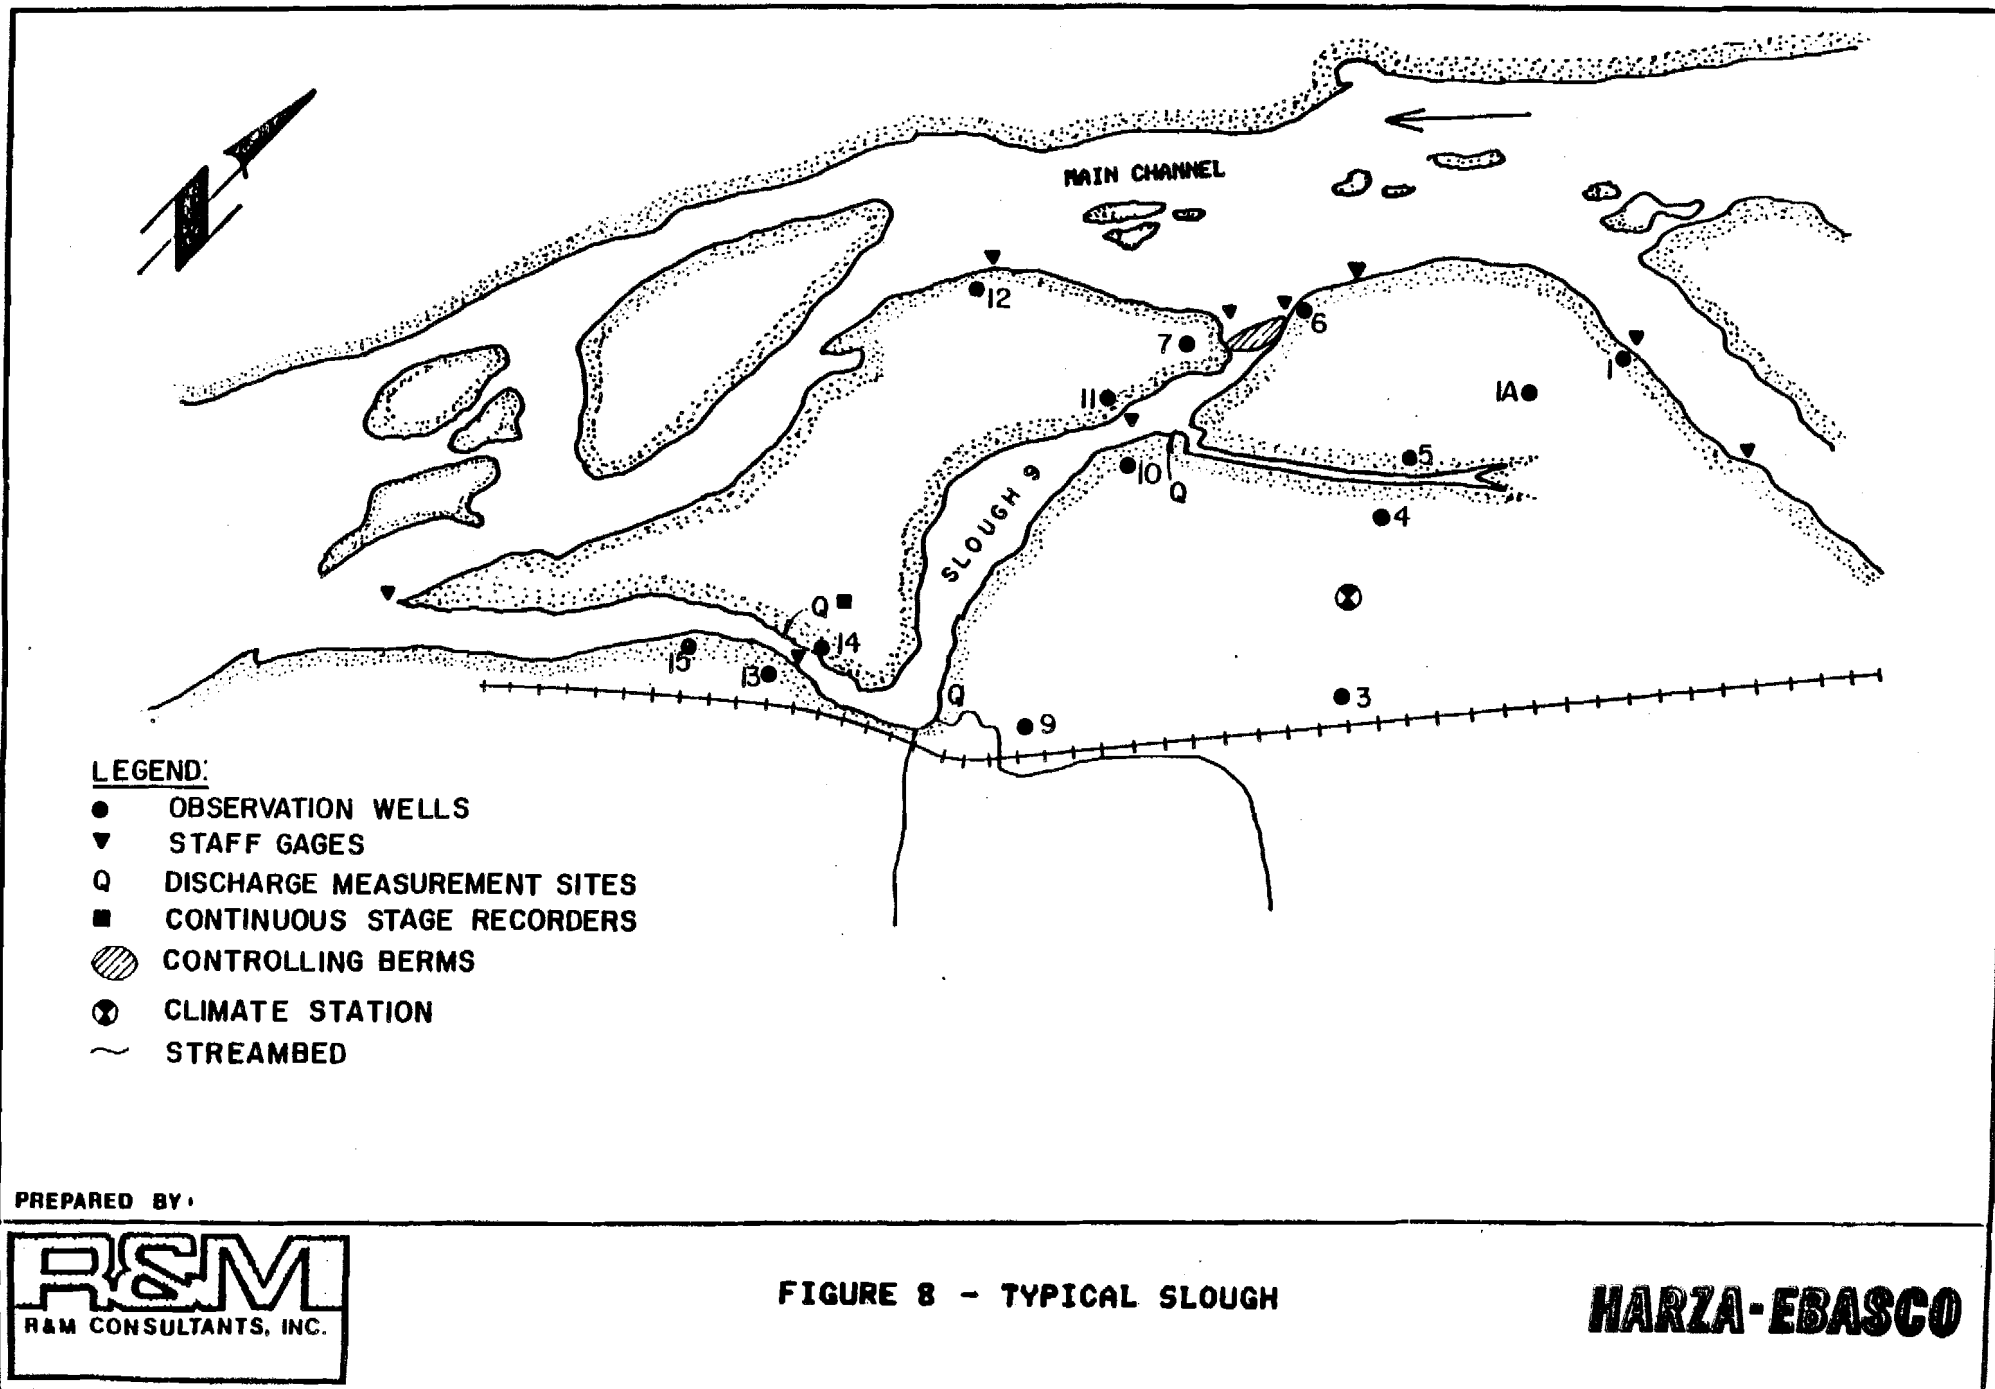 MAIN CHANNEL
12
6
7
1
1A
11
5
10
Q
4
SLOUGH 9
Q
14
15
13
Q
3
9
LEGEND:
OBSERVATION WELLS
STAFF GAGES
Q DISCHARGE MEASUREMENT SITES
CONTINUOUS STAGE RECORDERS
CONTROLLING BERMS
CLIMATE STATION
STREAMBED
PREPARED BY:
R&M
R&M CONSULTANTS, INC.
FIGURE 8 - TYPICAL SLOUGH
HARZA-EBASCO